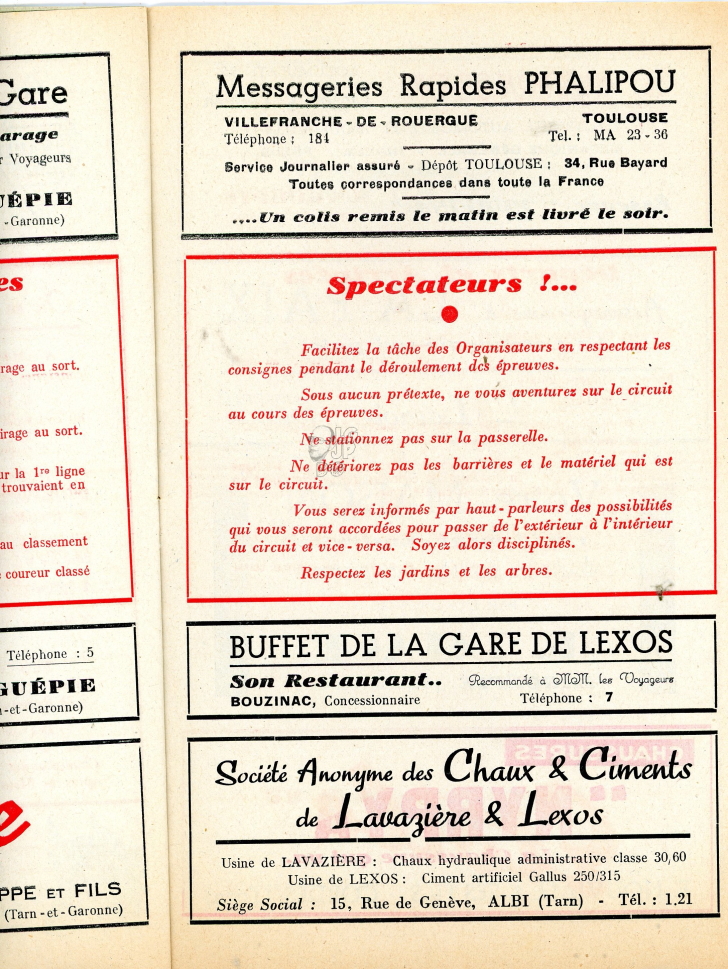 Gare
arage
r Voyageurs
UÉPIE
-Garonne)
es
rage au sort.
irage au sort.
ur la 1re ligne
trouvaient en
au classement
coureur classé
Téléphone : 5
GUÉPIE
-et-Garonne)
e
PPE ET FILS
(Tarn-et-Garonne)
Messageries Rapides PHALIPOU
VILLEFRANCHE-DE-ROUERGUE TOULOUSE
Téléphone : 184 Tel. : MA 23-36
Service Journalier assuré - Dépôt TOULOUSE : 34, Rue Bayard
Toutes correspondances dans toute la France
....Un colis remis le matin est livré le soir.
Spectateurs !...
Facilitez la tâche des Organisateurs en respectant les
consignes pendant le déroulement des épreuves.
Sous aucun prétexte, ne vous aventurez sur le circuit
au cours des épreuves.
Ne stationnez pas sur la passerelle.
Ne détériorez pas les barrières et le matériel qui est
sur le circuit.
Vous serez informés par haut-parleurs des possibilités
qui vous seront accordées pour passer de l'extérieur à l'intérieur
du circuit et vice-versa. Soyez alors disciplinés.
Respectez les jardins et les arbres.
BUFFET DE LA GARE DE LEXOS
Son Restaurant.. Recommandé à MM. les Voyageurs
BOUZINAC, Concessionnaire Téléphone : 7
Société Anonyme des Chaux & Ciments
de Lavazière & Lexos
Usine de LAVAZIÈRE : Chaux hydraulique administrative classe 30,60
Usine de LEXOS : Ciment artificiel Gallus 250/315
Siège Social : 15, Rue de Genève, ALBI (Tarn) - Tél. : 1.21